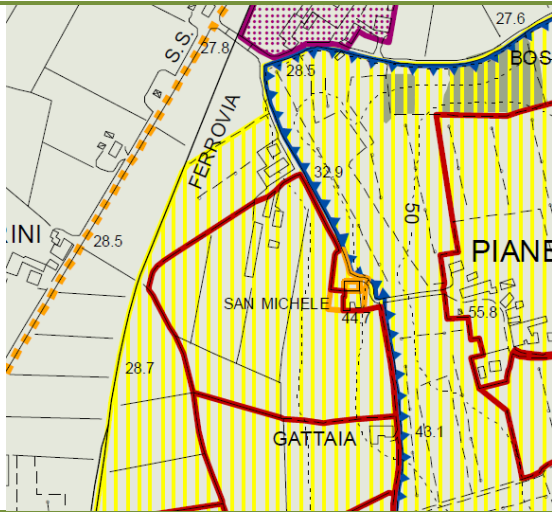 27.6
S.S.
27.8
BOS
28.5
FERROVIA
32.9
50
RINI
28.5
PIANE
SAN MICHELE
44.7
55.8
28.7
GATTAIA
43.1